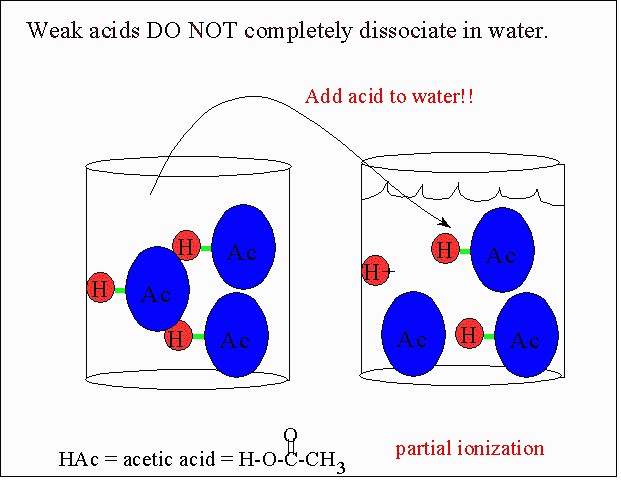 Weak acids DO NOT completely dissociate in water.
Add acid to water!!
H Ac
H Ac
H Ac
H Ac
H+
Ac
H Ac
O
HAc = acetic acid = H-O-C-CH3
partial ionization